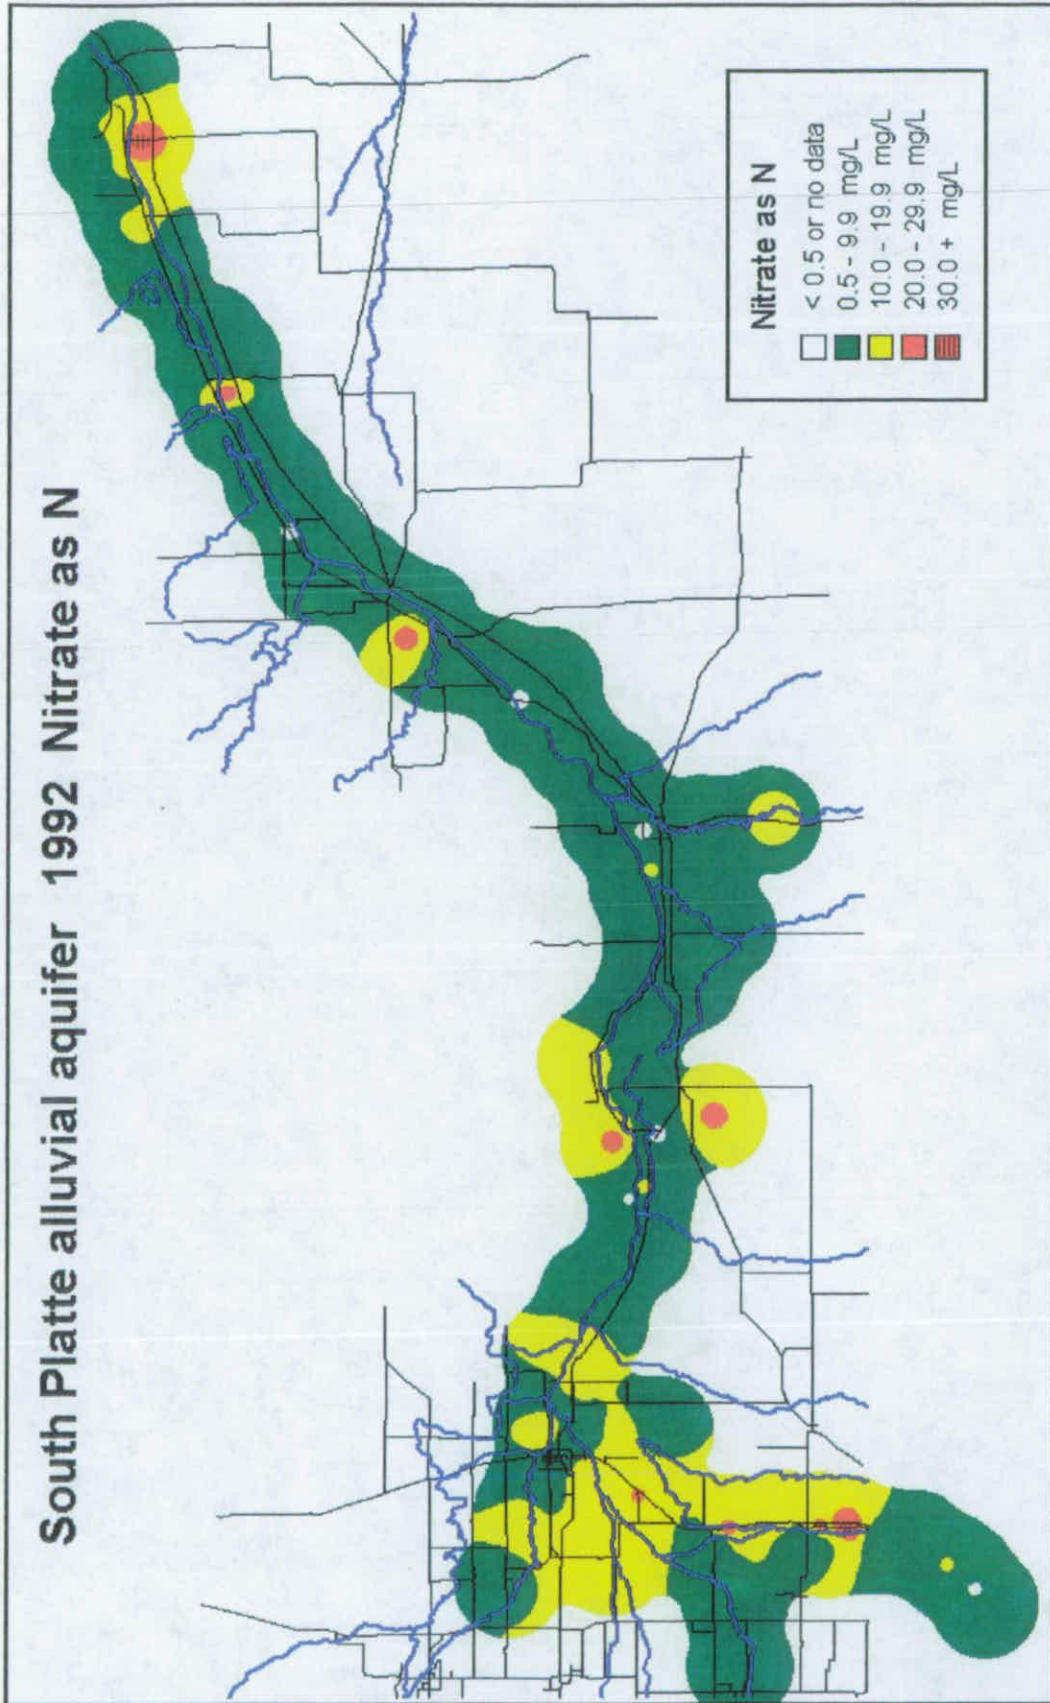 South Platte alluvial aquifer 1992 Nitrate as N
Nitrate as N
< 0.5 or no data
0.5 - 9.9 mg/L
10.0 - 19.9 mg/L
20.0 - 29.9 mg/L
30.0 + mg/L